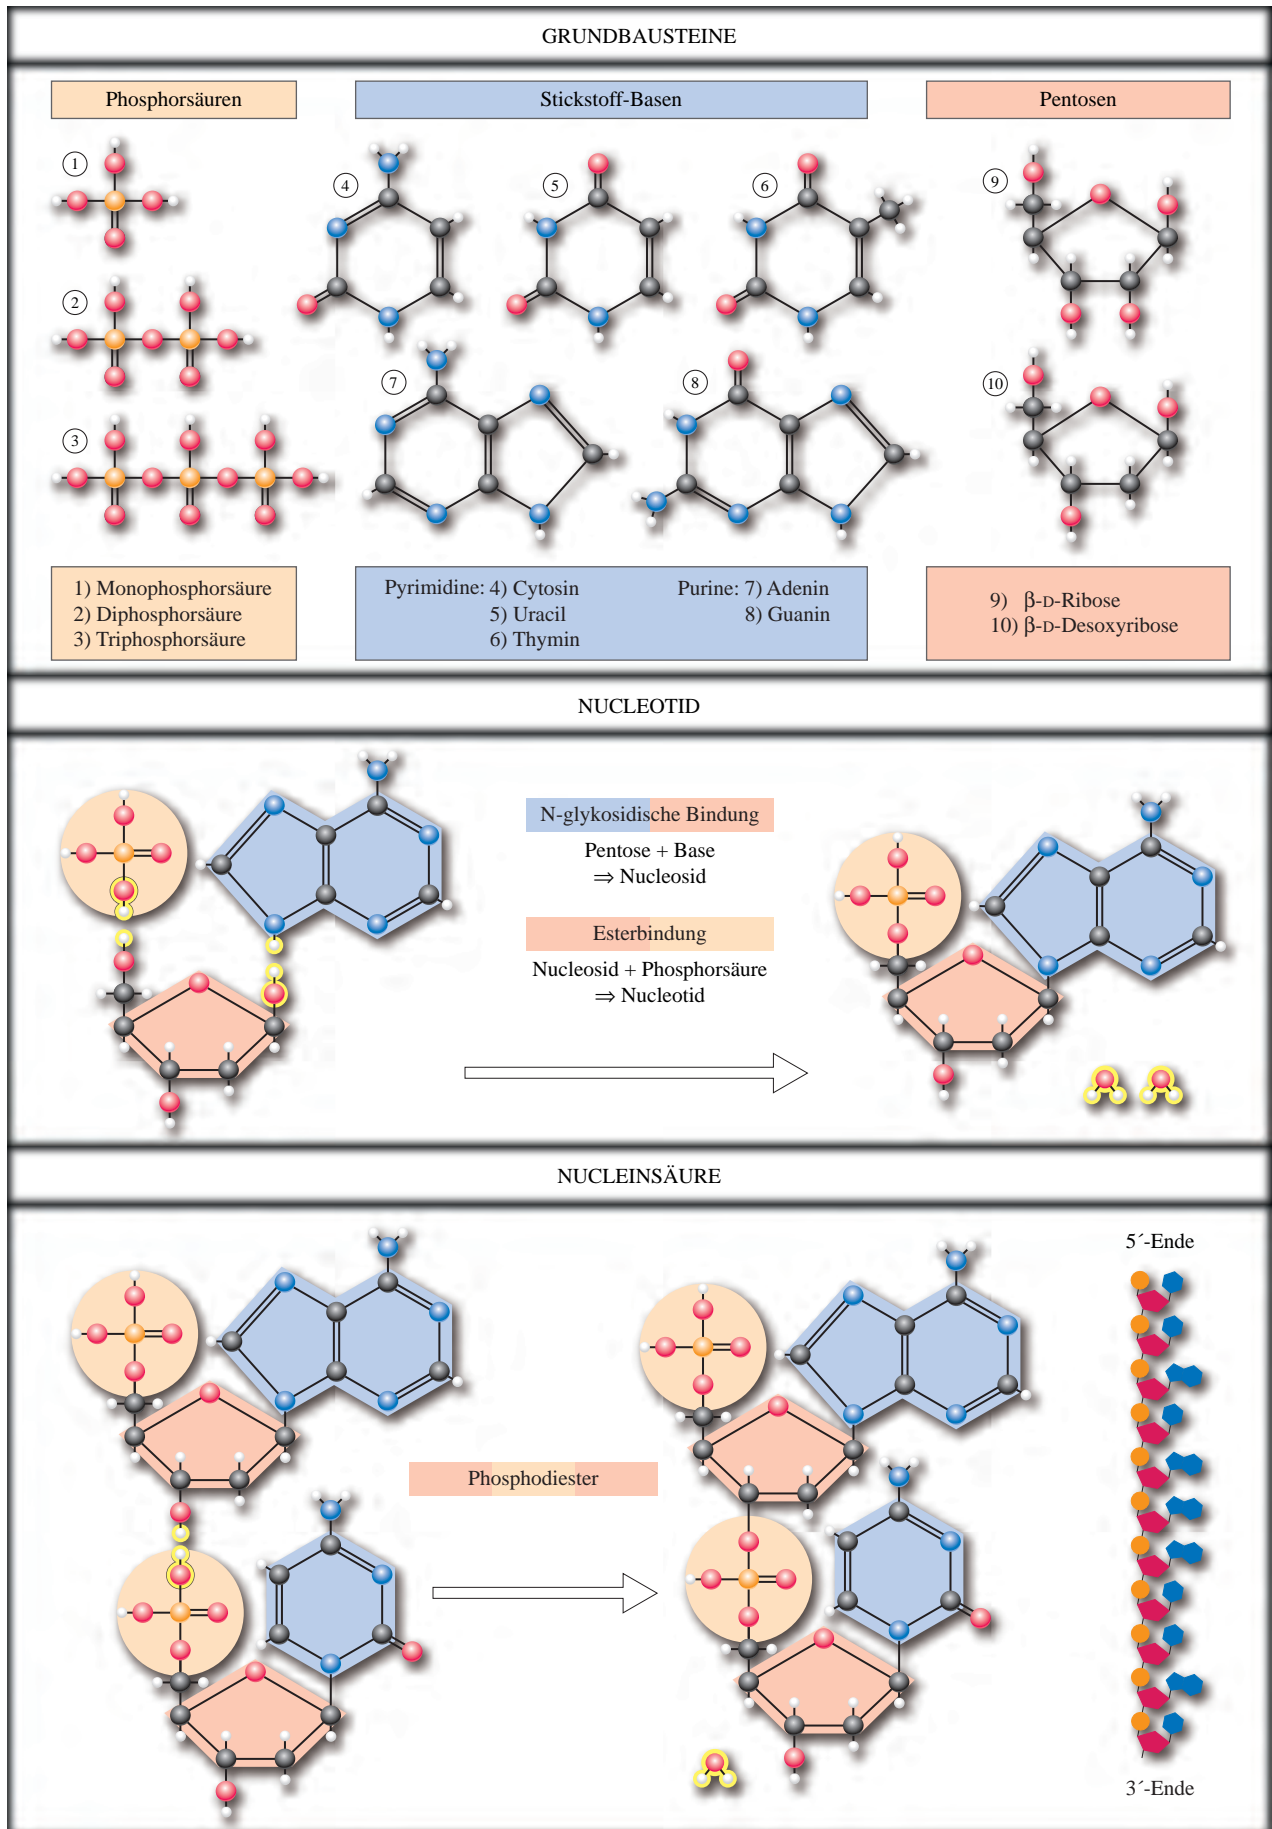 GRUNDBAUSTEINE
Phosphorsäuren
Stickstoff-Basen
Pentosen
1
2
3
4
5
6
7
8
9
10
1) Monophosphorsäure
2) Diphosphorsäure
3) Triphosphorsäure
Pyrimidine: 4) Cytosin
5) Uracil
6) Thymin
Purine: 7) Adenin
8) Guanin
9) β-D-Ribose
10) β-D-Desoxyribose
NUCLEOTID
N-glykosidische Bindung
Pentose + Base
⇒ Nucleosid
Esterbindung
Nucleosid + Phosphorsäure
⇒ Nucleotid
NUCLEINSÄURE
Phosphodiester
5´-Ende
3´-Ende